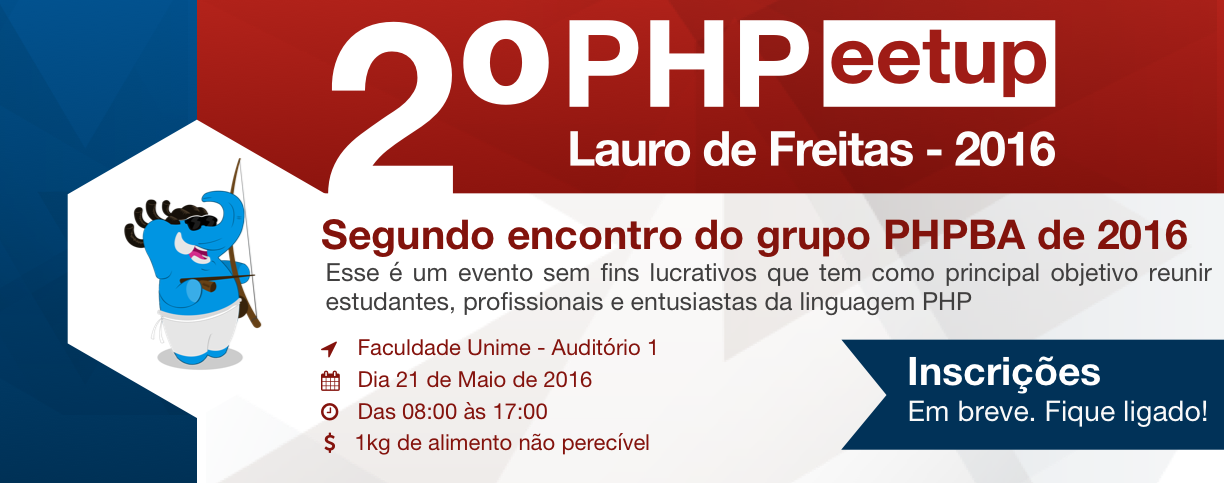 2º PHP eetup
Lauro de Freitas - 2016
Segundo encontro do grupo PHPBA de 2016
Esse é um evento sem fins lucrativos que tem como principal objetivo reunir
estudantes, profissionais e entusiastas da linguagem PHP
Faculdade Unime - Auditório 1
Dia 21 de Maio de 2016
Das 08:00 às 17:00
$ 1kg de alimento não perecível
Inscrições
Em breve. Fique ligado!